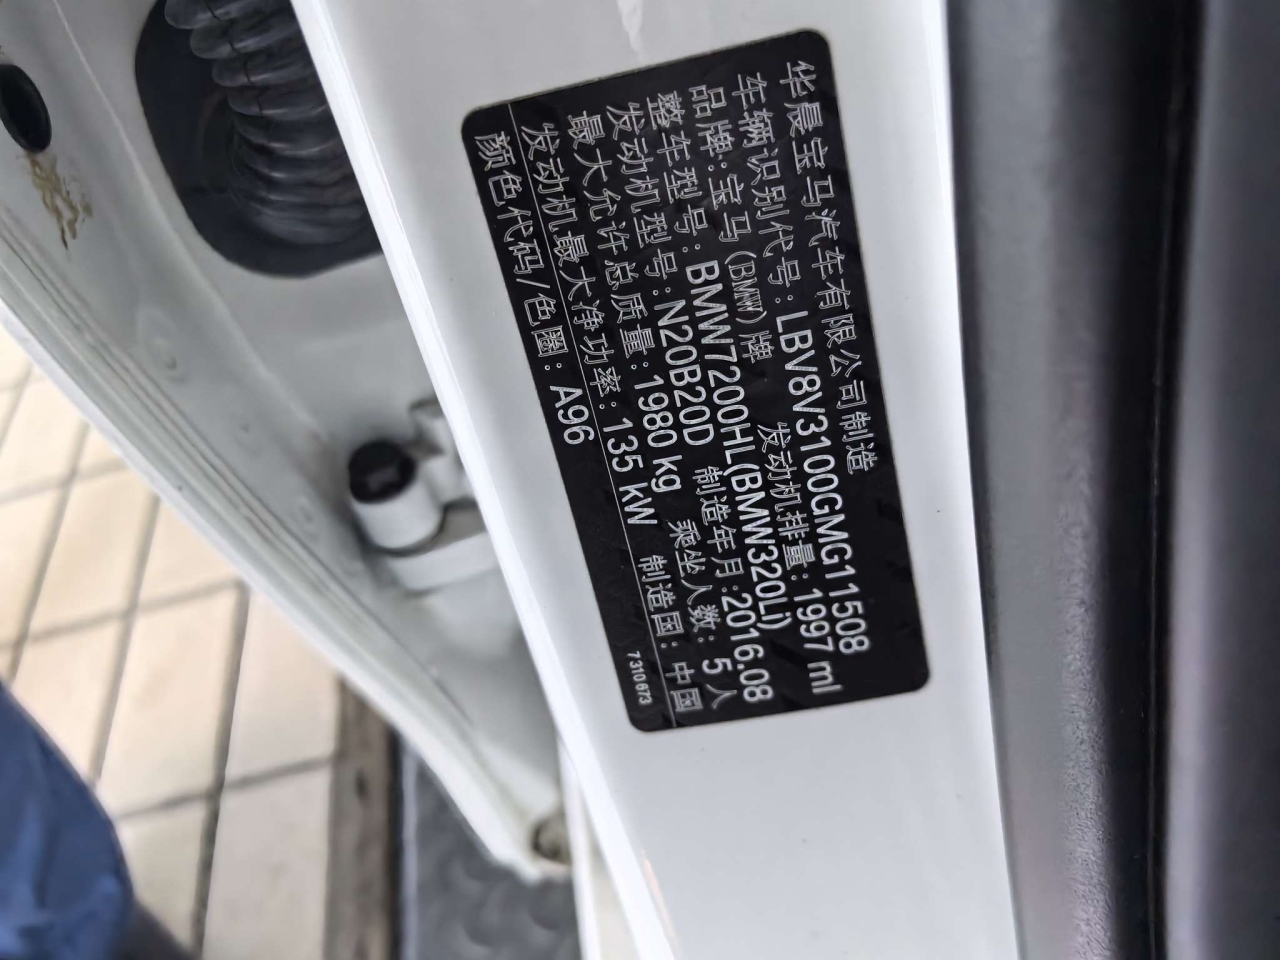 华晨宝马汽车有限公司制造
车辆识别代号：LBV8V3100GMG11508
品牌：宝马（BMW）牌 发动机排量：1997 ml
整车型号：BMW7200HL(BMW320Li)
发动机型号：N20B20D 制造年月：2016.08
最大允许总质量：1980 kg 乘坐人数：5人
发动机最大净功率：135 kW 制造国：中国
颜色代码/色圈：A96
7 310 673